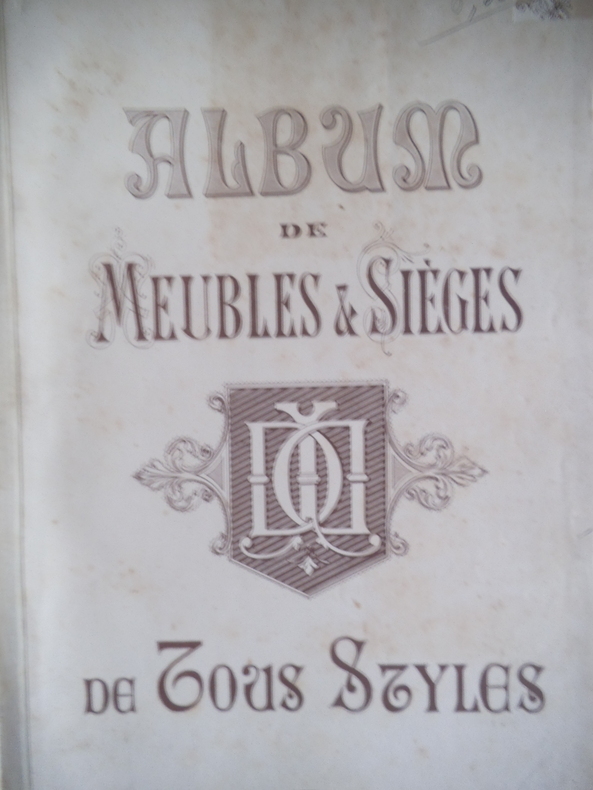 ALBUM
DE
MEUBLES & SIÈGES
DE TOUS STYLES